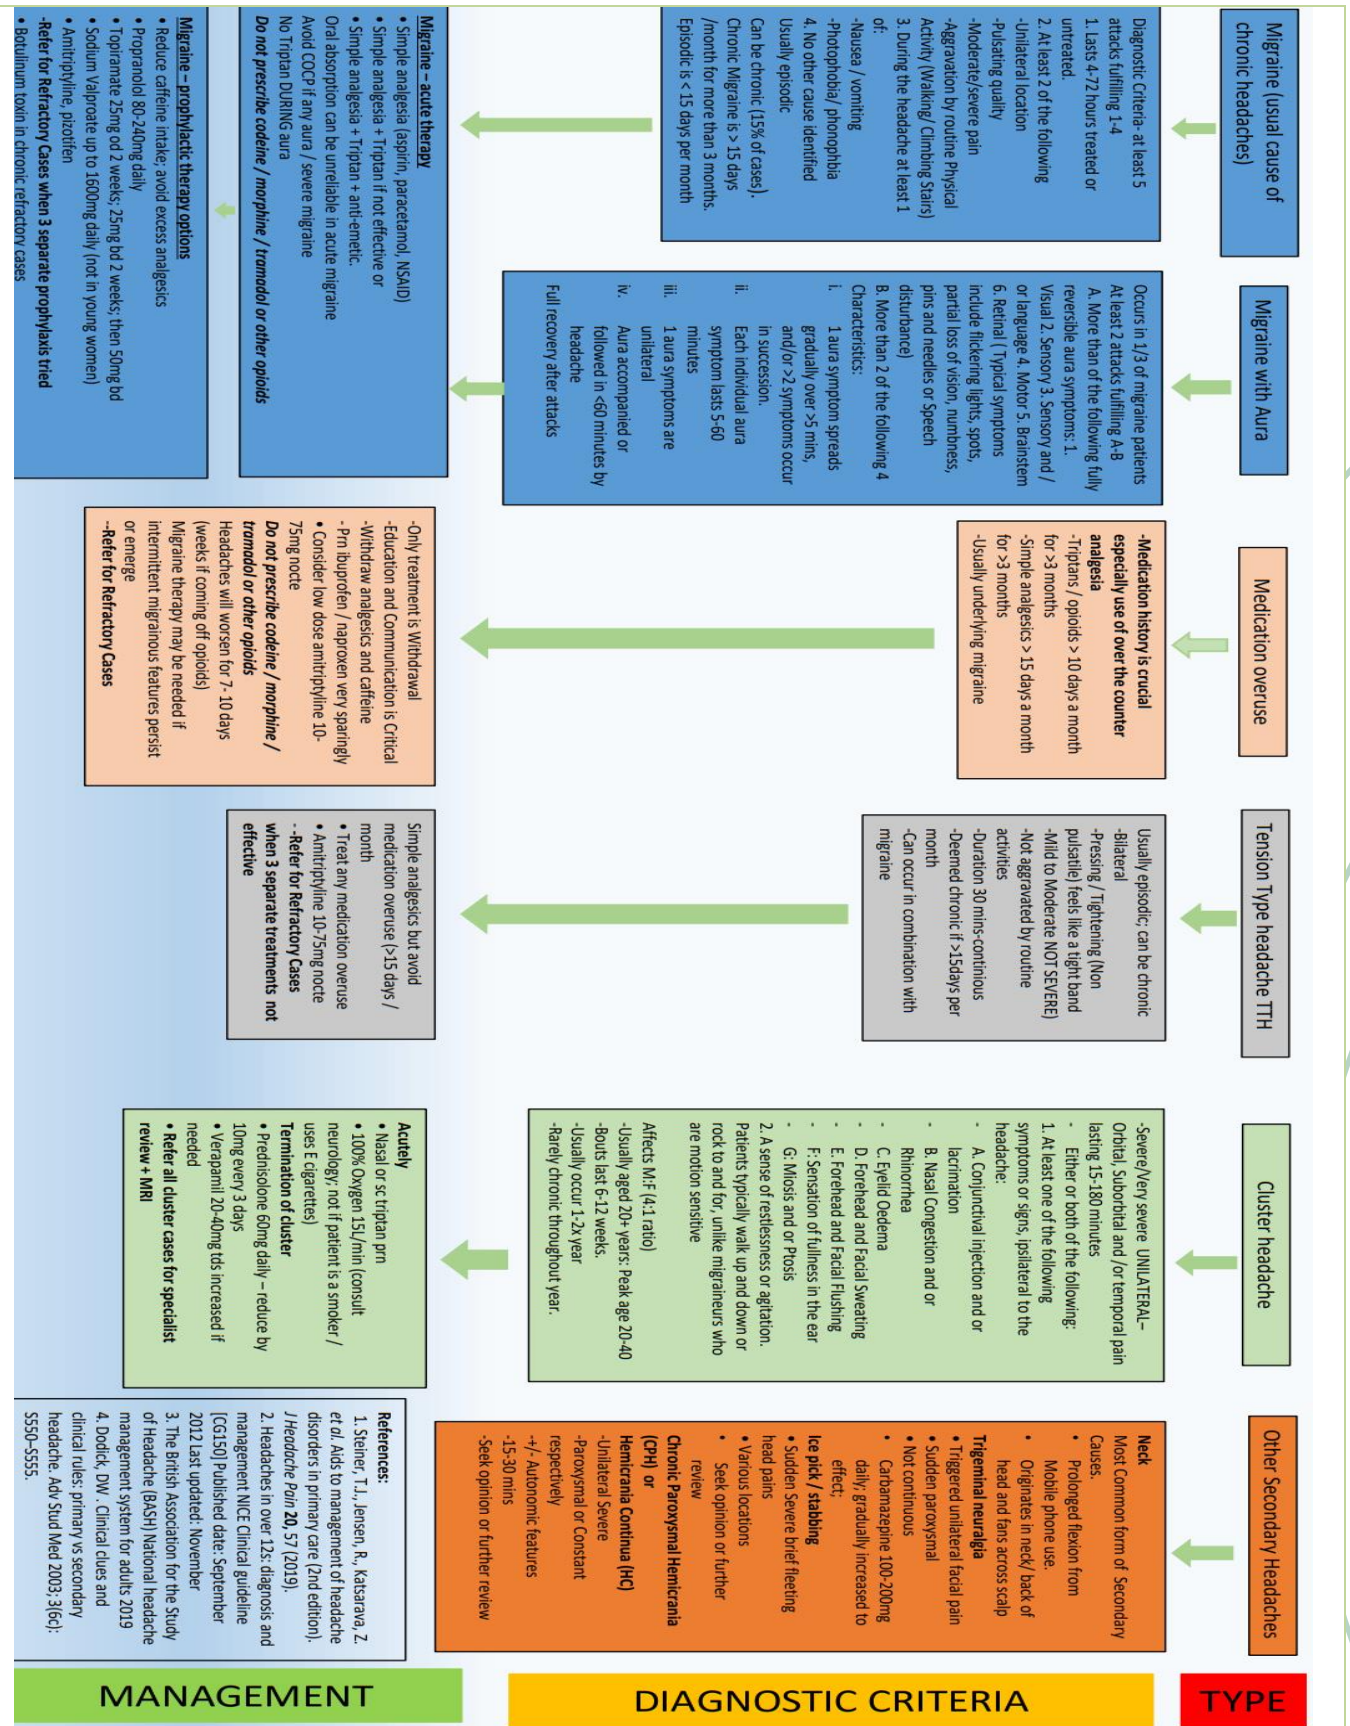 TYPE
Migraine (usual cause of
chronic headaches)
Migraine with Aura
Medication overuse
Tension Type headache TTH
Cluster headache
Other Secondary Headaches
DIAGNOSTIC CRITERIA
Diagnostic Criteria- at least 5
attacks fulfilling 1-4
1. Lasts 4-72 hours treated or
untreated.
2. At least 2 of the following
-Unilateral location
-Pulsating quality
-Moderate/severe pain
-Aggravation by routine Physical
Activity (Walking/ Climbing Stairs)
3. During the headache at least 1
of:
-Nausea / vomiting
-Photophobia/ phonophbia
4. No other cause identified
Usually episodic
Can be chronic (15% of cases).
Chronic Migraine is > 15 days
/month for more than 3 months.
Episodic is < 15 days per month
Occurs in 1/3 of migraine patients
At least 2 attacks fulfilling A-B
A. More than of the following fully
reversible aura symptoms: 1.
Visual 2. Sensory 3. Sensory and /
or language 4. Motor 5. Brainstem
6. Retinal ( Typical symptoms
include flickering lights, spots,
partial loss of vision, numbness,
pins and needles or Speech
disturbance)
B. More than 2 of the following 4
Characteristics:
i. 1 aura symptom spreads
gradually over >5 mins,
and/or >2 symptoms occur
in succession.
ii. Each individual aura
symptom lasts 5-60
minutes
iii. 1 aura symptoms are
unilateral
iv. Aura accompanied or
followed in <60 minutes by
headache
Full recovery after attacks
-Medication history is crucial
especially use of over the counter
analgesia
-Triptans / opioids > 10 days a month
for >3 months
-Simple analgesics > 15 days a month
for >3 months
-Usually underlying migraine
Usually episodic; can be chronic
-Bilateral
-Pressing / Tightening (Non
pulsatile) feels like a tight band
-Mild to Moderate NOT SEVERE)
-Not aggravated by routine
activities
-Duration 30 mins-continious
-Deemed chronic if >15days per
month
-Can occur in combination with
migraine
-Severe/Very severe UNILATERAL–
Orbital, Suborbital and /or temporal pain
lasting 15-180 minutes
- Either or both of the following:
1. At least one of the following
symptoms or signs, ipsilateral to the
headache:
- A. Conjunctival injection and or
lacrimation
- B. Nasal Congestion and or
Rhinorrhea
- C. Eyelid Oedema
- D. Forehead and Facial Sweating
- E. Forehead and Facial Flushing
- F: Sensation of fullness in the ear
- G: Miosis and or Ptosis
2. A sense of restlessness or agitation.
Patients typically walk up and down or
rock to and for, unlike migraineurs who
are motion sensitive
Affects M:F (4:1 ratio)
-Usually aged 20+ years: Peak age 20-40
-Bouts last 6-12 weeks.
-Usually occur 1-2x year
-Rarely chronic throughout year.
Neck
Most Common form of Secondary
Causes.
• Prolonged flexion from
Mobile phone use.
• Originates in neck/ back of
head and fans across scalp
Trigeminal neuralgia
• Triggered unilateral facial pain
• Sudden paroxysmal
• Not continuous
• Carbamazepine 100-200mg
daily; gradually increased to
effect;
Ice pick / stabbing
• Sudden Severe brief fleeting
head pains
• Various locations
• Seek opinion or further
review
Chronic Paroxysmal Hemicrania
(CPH) or
Hemicrania Continua (HC)
-Unilateral Severe
-Paroxysmal or Constant
respectively
-+/- Autonomic features
-15-30 mins
-Seek opinion or further review
MANAGEMENT
Migraine – acute therapy
• Simple analgesia (aspirin, paracetamol, NSAID)
• Simple analgesia + Triptan if not effective or
• Simple analgesia + Triptan + anti-emetic.
Oral absorption can be unreliable in acute migraine
Avoid COCP if any aura / severe migraine
No Triptan DURING aura
Do not prescribe codeine / morphine / tramadol or other opioids
Migraine – prophylactic therapy options
• Reduce caffeine intake; avoid excess analgesics
• Propranolol 80-240mg daily
• Topiramate 25mg od 2 weeks; 25mg bd 2 weeks; then 50mg bd
• Sodium Valproate up to 1600mg daily (not in young women)
• Amitriptyline, pizotifen
-Refer for Refractory Cases when 3 separate prophylaxis tried
• Botulinum toxin in chronic refractory cases
-Only treatment is Withdrawal
-Education and Communication is Critical
-Withdraw analgesics and caffeine
- Prn ibuprofen / naproxen very sparingly
• Consider low dose amitriptyline 10-
75mg nocte
Do not prescribe codeine / morphine /
tramadol or other opioids
Headaches will worsen for 7- 10 days
(weeks if coming off opioids)
Migraine therapy may be needed if
intermittent migrainous features persist
or emerge
--Refer for Refractory Cases
Simple analgesics but avoid
medication overuse (>15 days /
month
• Treat any medication overuse
• Amitriptyline 10-75mg nocte
- -Refer for Refractory Cases
when 3 separate treatments not
effective
Acutely
• Nasal or sc triptan prn
• 100% Oxygen 15L/min (consult
neurology; not if patient is a smoker /
uses E cigarettes)
Termination of cluster
• Prednisolone 60mg daily – reduce by
10mg every 3 days
• Verapamil 20-40mg tds increased if
needed
• Refer all cluster cases for specialist
review + MRI
References:
1. Steiner, T.J., Jensen, R., Katsarava, Z.
et al. Aids to management of headache
disorders in primary care (2nd edition).
J Headache Pain 20, 57 (2019).
2. Headaches in over 12s: diagnosis and
management NICE Clinical guideline
[CG150] Published date: September
2012 Last updated: November
3. The British Association for the Study
of Headache (BASH) National headache
management system for adults 2019
4. Dodick, DW . Clinical clues and
clinical rules: primary vs secondary
headache. Adv Stud Med 2003; 3(6c):
S550–S555.